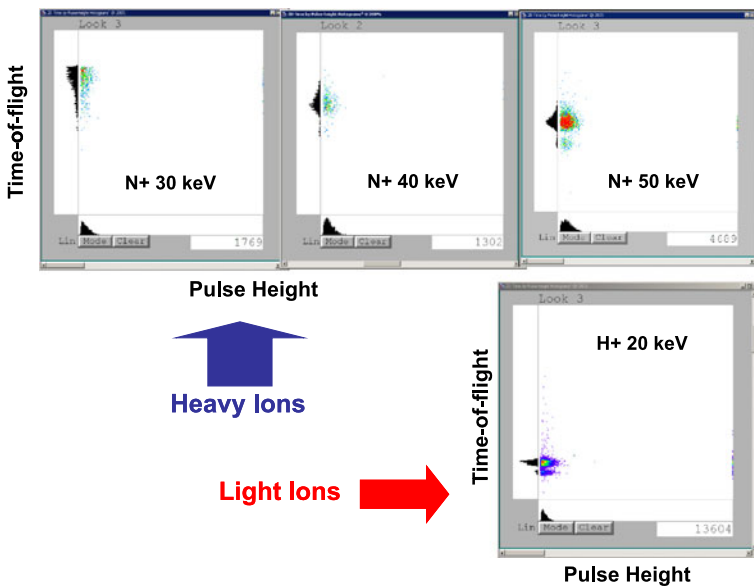 Look 3
Look 2
Look 3
Time-of-flight
N+ 30 keV
N+ 40 keV
N+ 50 keV
Lin Mode Clear 1769
Lin Mode Clear 1302
Lin Mode Clear 4689
Pulse Height
Look 3
H+ 20 keV
Time-of-flight
Heavy Ions
Light Ions
Lin Mode Clear 13604
Pulse Height